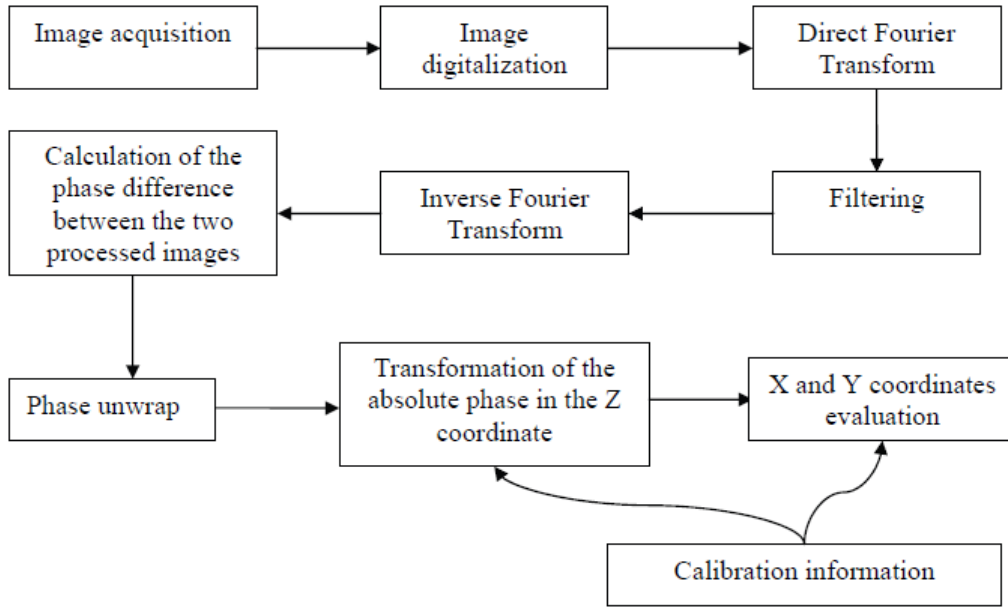 Image acquisition
Image
digitalization
Direct Fourier
Transform
Calculation of the
phase difference
between the two
processed images
Inverse Fourier
Transform
Filtering
Phase unwrap
Transformation of the
absolute phase in the Z
coordinate
X and Y coordinates
evaluation
Calibration information